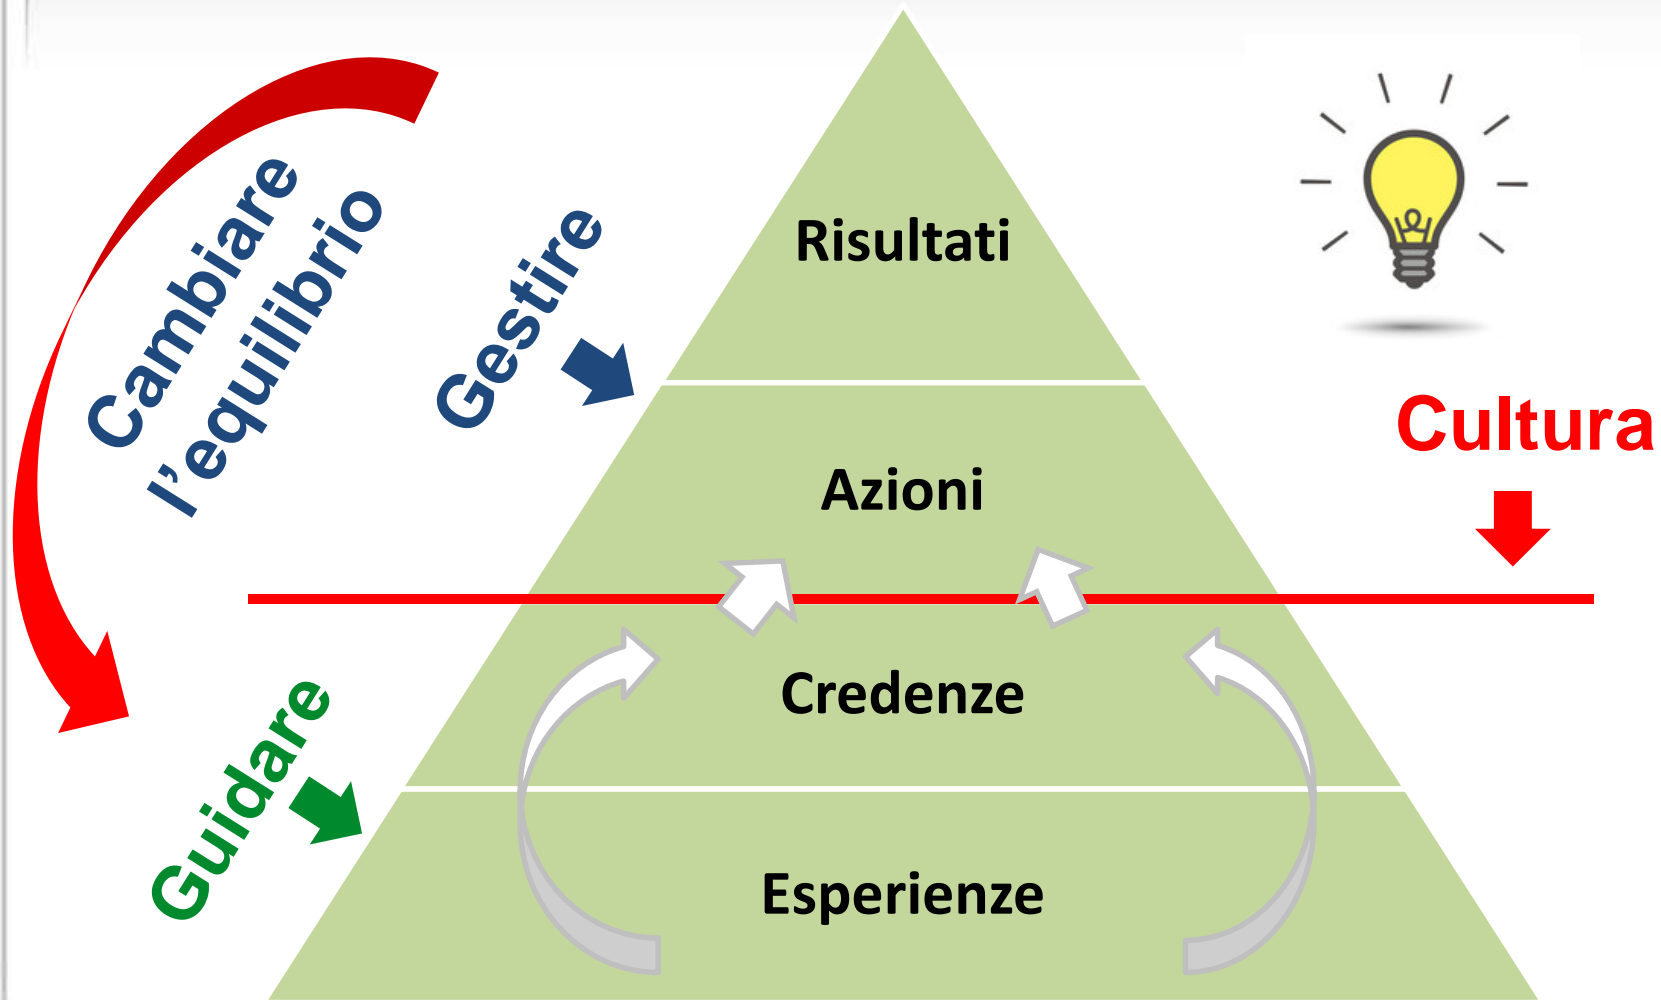 Cambiare
l’equilibrio
Gestire
Risultati
Cultura
Azioni
Credenze
Guidare
Esperienze